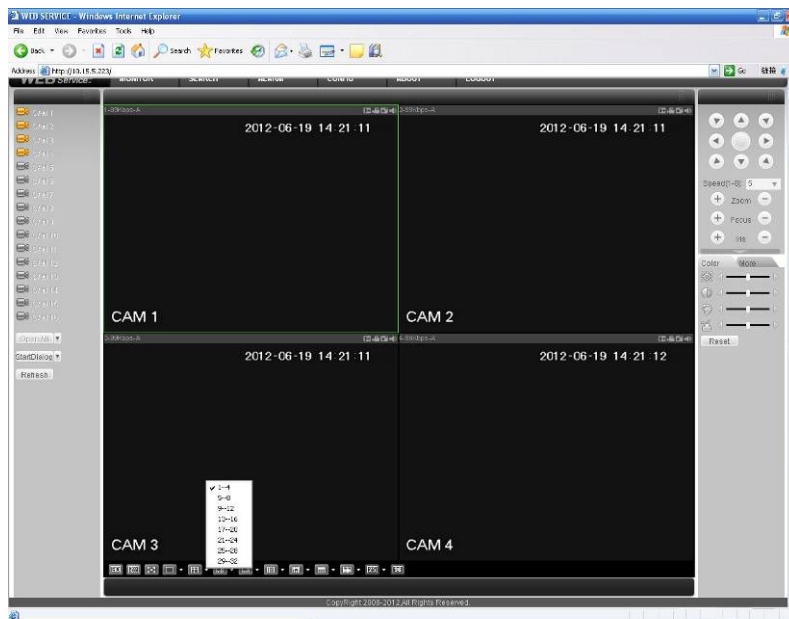 WEB SERVICE - Windows Internet Explorer
File Edit View Favorites Tools Help
Back Search Favorites
Address http://10.15.5.223/ Go
WEB Service MONITOR SEARCH ALARM CONFIG ABOUT LOGOUT
2012-06-19 14:21:11
2012-06-19 14:21:11
Speed(1-8): 5
Zoom
Focus
Iris
Color More
CAM 1
CAM 2
StartDialog
Refresh
2012-06-19 14:21:11
2012-06-19 14:21:12
Reset
1--4
5--8
9--12
13--16
17--20
21--24
25--28
29--32
CAM 3
CAM 4
CopyRight 2008-2012,All Rights Reserved.